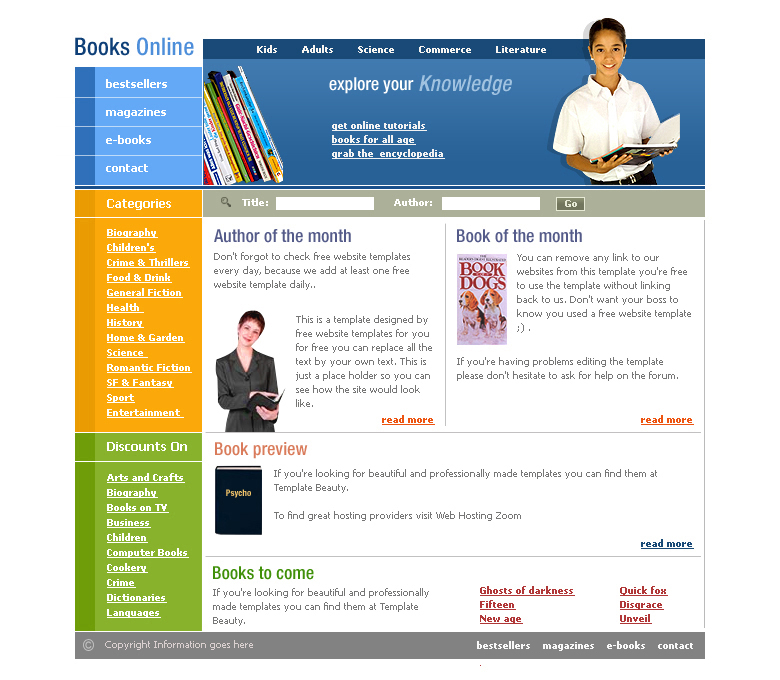 Books Online
Kids Adults Science Commerce Literature
bestsellers
magazines
e-books
contact
explore your Knowledge
get online tutorials
books for all age
grab the encyclopedia
Title: Author: Go
Categories
Biography
Children's
Crime & Thrillers
Food & Drink
General Fiction
Health
History
Home & Garden
Science
Romantic Fiction
SF & Fantasy
Sport
Entertainment
Discounts On
Arts and Crafts
Biography
Books on TV
Business
Children
Computer Books
Cookery
Crime
Dictionaries
Languages
Author of the month
Don't forgot to check free website templates
every day, because we add at least one free
website template daily..
This is a template designed by
free website templates for you
for free you can replace all the
text by your own text. This is
just a place holder so you can
see how the site would look
like.
read more
Book of the month
BOOK
OF
DOGS
You can remove any link to our
websites from this template you're free
to use the template without linking
back to us. Don't want your boss to
know you used a free website template
;) .
If you're having problems editing the template
please don't hesitate to ask for help on the forum.
read more
Book preview
Psycho
If you're looking for beautiful and professionally made templates you can find them at
Template Beauty.
To find great hosting providers visit Web Hosting Zoom
read more
Books to come
If you're looking for beautiful and professionally
made templates you can find them at Template
Beauty.
Ghosts of darkness
Fifteen
New age
Quick fox
Disgrace
Unveil
© Copyright Information goes here
bestsellers magazines e-books contact